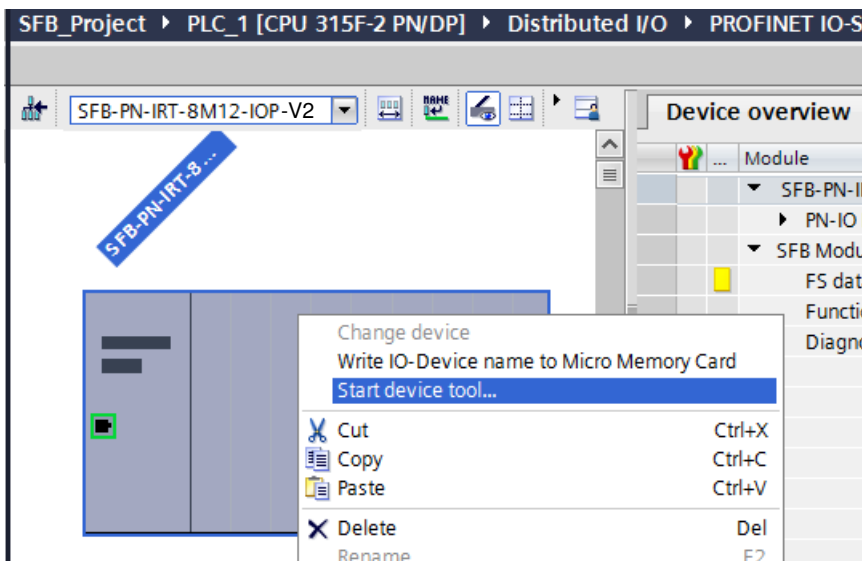 SFB_Project PLC_1 [CPU 315F-2 PN/DP] Distributed I/O PROFINET IO-S
SFB-PN-IRT-8M12-IOP-V2
NAME
Device overview
... Module
SFB-PN-IRT-8 ...
SFB-PN-I
PN-IO
SFB Modu
FS dat
Functi
Diagno
Change device
Write IO-Device name to Micro Memory Card
Start device tool...
Cut Ctrl+X
Copy Ctrl+C
Paste Ctrl+V
Delete Del
Rename F2